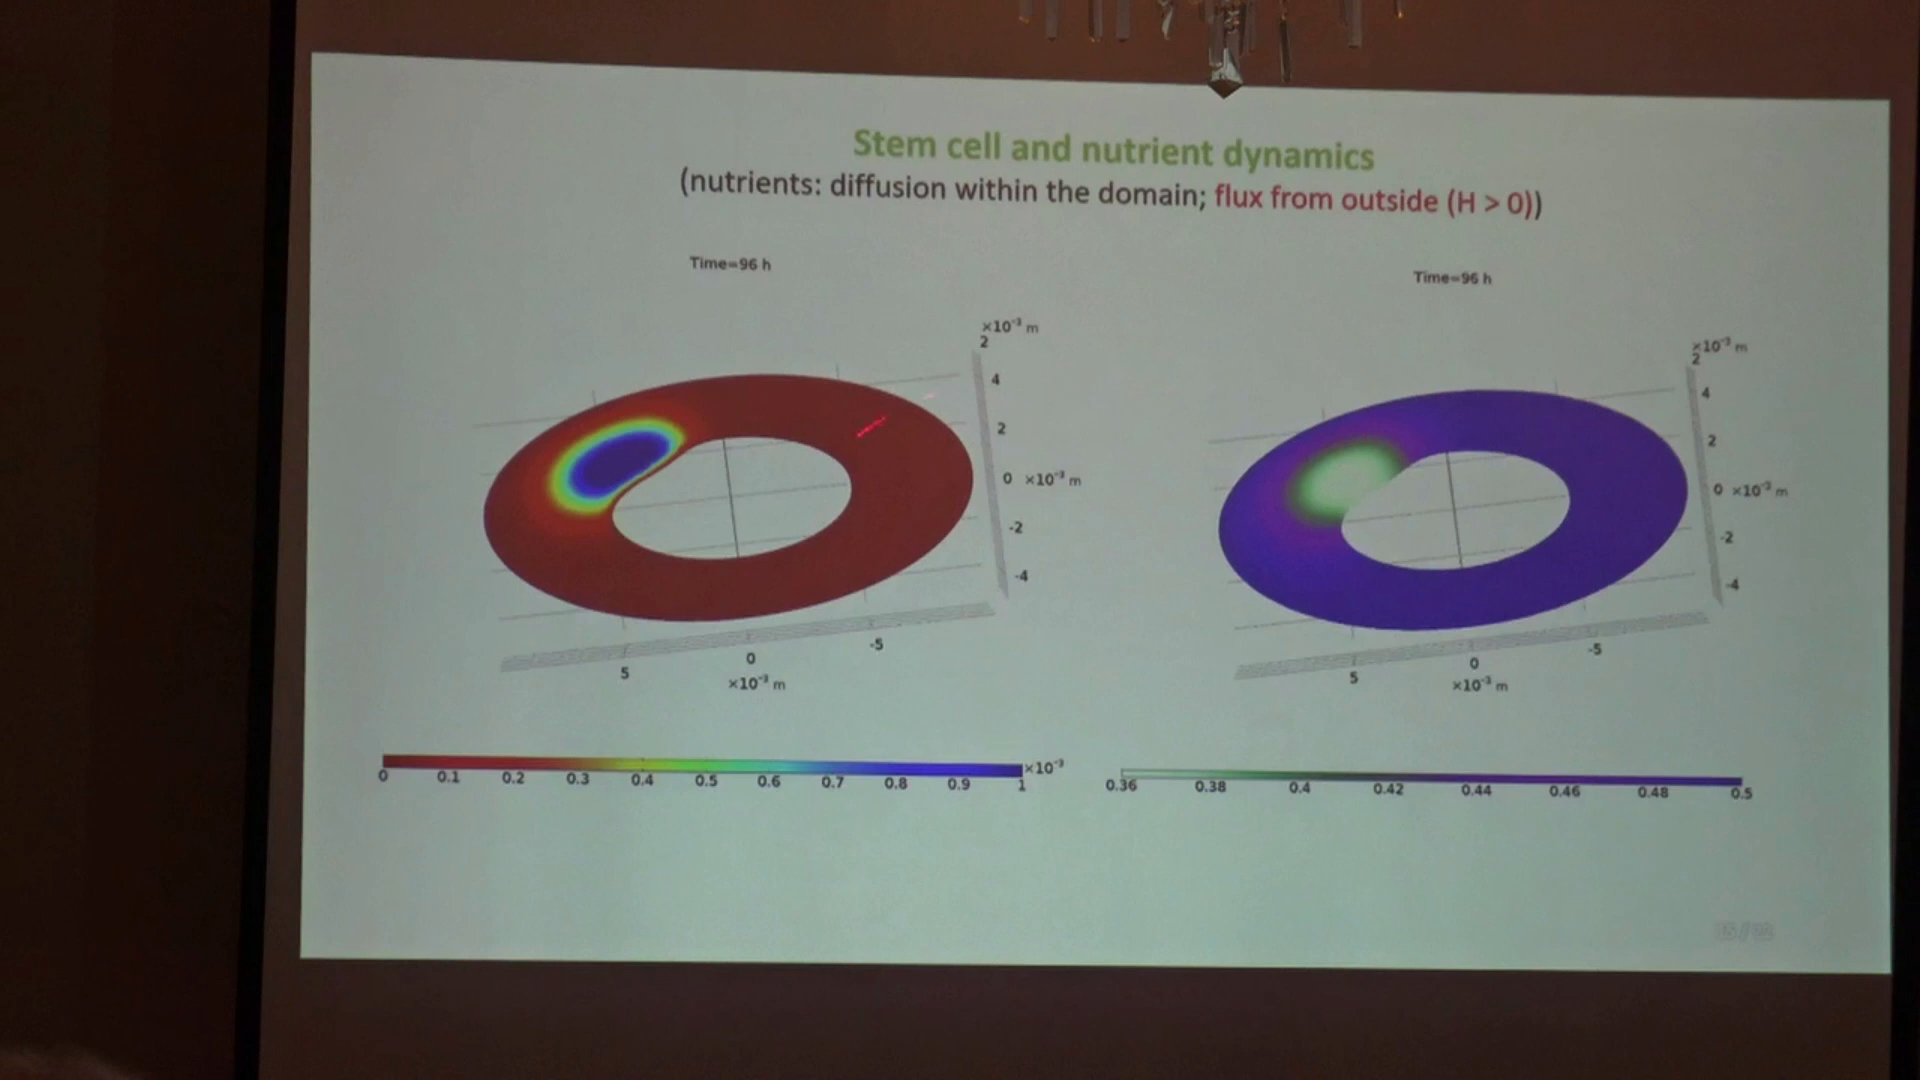 Stem cell and nutrient dynamics
(nutrients: diffusion within the domain; flux from outside (H > 0))
Time=96 h
Time=96 h
×10⁻³ m
2
4
2
0 ×10⁻³ m
-2
-4
5
0
-5
×10⁻³ m
×10⁻³ m
2
4
2
0 ×10⁻³ m
-2
-4
5
0
-5
×10⁻³ m
0 0.1 0.2 0.3 0.4 0.5 0.6 0.7 0.8 0.9 1 ×10⁻³
0.36 0.38 0.4 0.42 0.44 0.46 0.48 0.5